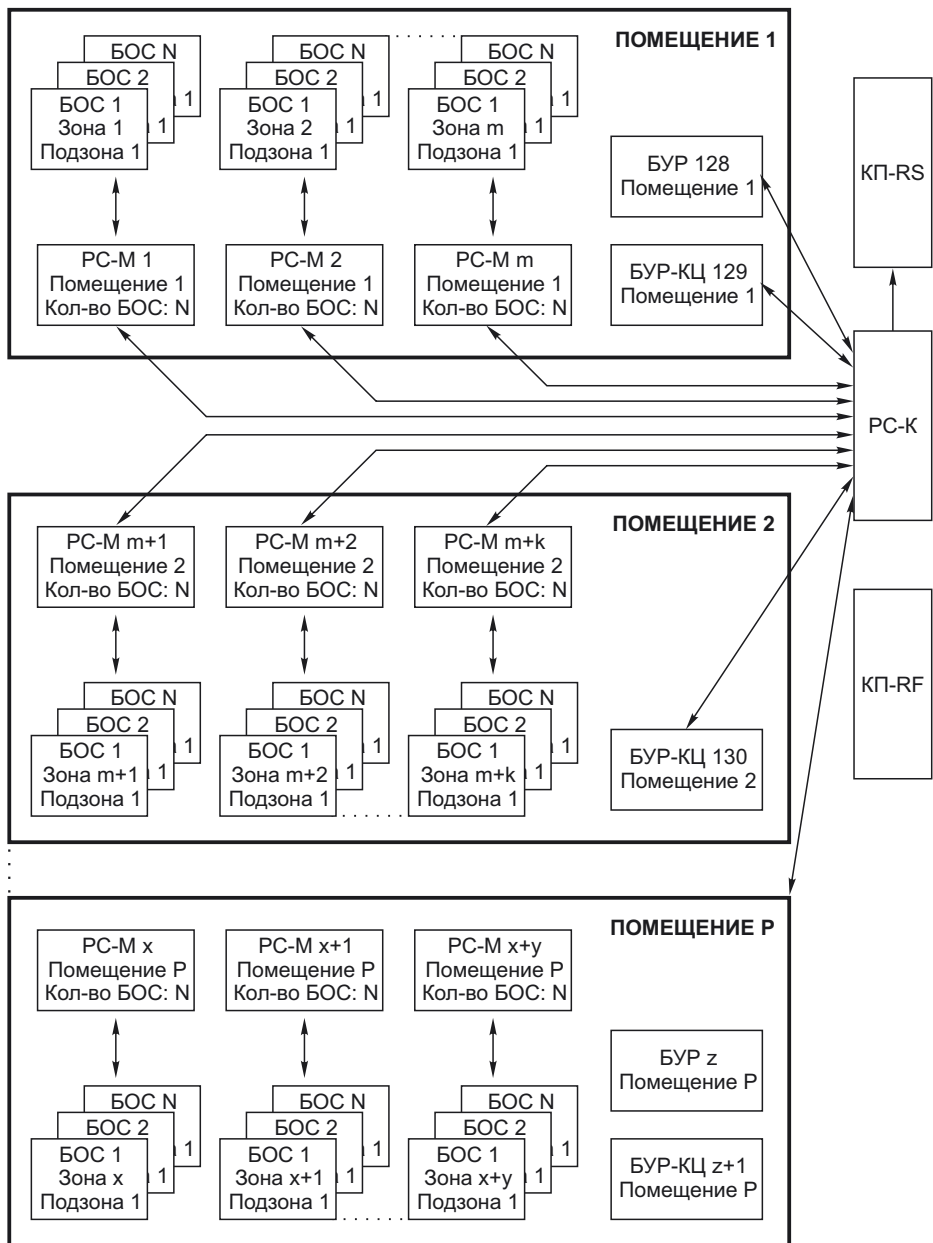 ПОМЕЩЕНИЕ 1
БОС N
БОС 2
а 1
БОС 1
Зона 1
1
Подзона 1
БОС N
БОС 2
а 1
БОС 1
Зона 2
1
Подзона 1
БОС N
БОС 2
а 1
БОС 1
Зона m
1
Подзона 1
БУР 128
Помещение 1
РС-М 1
Помещение 1
Кол-во БОС: N
РС-М 2
Помещение 1
Кол-во БОС: N
РС-М m
Помещение 1
Кол-во БОС: N
БУР-КЦ 129
Помещение 1
КП-RS
РС-К
ПОМЕЩЕНИЕ 2
РС-М m+1
Помещение 2
Кол-во БОС: N
РС-М m+2
Помещение 2
Кол-во БОС: N
РС-М m+k
Помещение 2
Кол-во БОС: N
БОС N
БОС 2
а 1
БОС 1
Зона m+1
1
Подзона 1
БОС N
БОС 2
а 1
БОС 1
Зона m+2
1
Подзона 1
БОС N
БОС 2
а 1
БОС 1
Зона m+k
1
Подзона 1
БУР-КЦ 130
Помещение 2
КП-RF
ПОМЕЩЕНИЕ P
РС-М x
Помещение P
Кол-во БОС: N
РС-М x+1
Помещение P
Кол-во БОС: N
РС-М x+y
Помещение P
Кол-во БОС: N
БОС N
БОС 2
на 1
БОС 1
Зона x
1
Подзона 1
БОС N
БОС 2
на 1
БОС 1
Зона x+1
1
Подзона 1
БОС N
БОС 2
на 1
БОС 1
Зона x+y
1
Подзона 1
БУР z
Помещение P
БУР-КЦ z+1
Помещение P